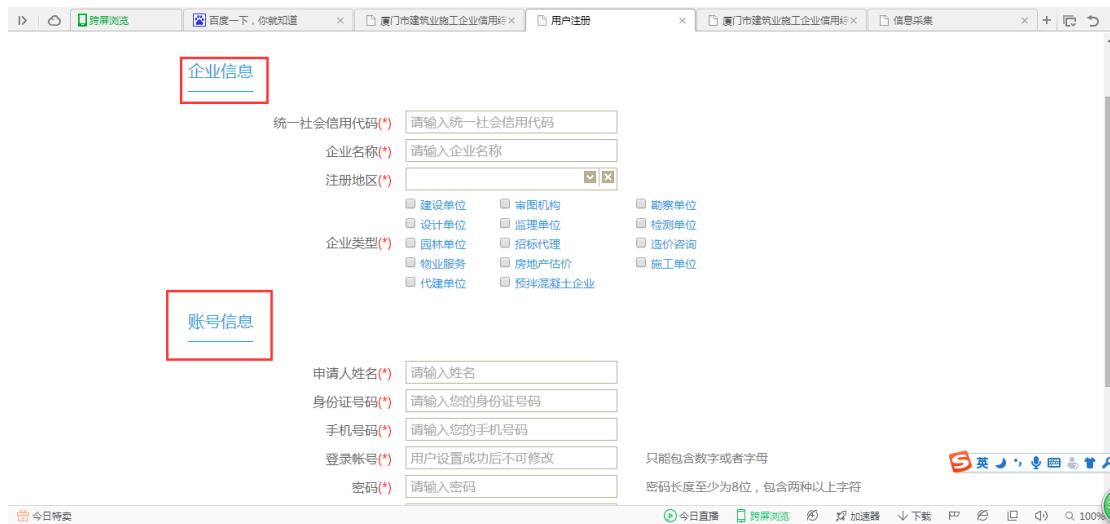 跨屏浏览 百度一下，你就知道 厦门市建筑业施工企业信用综 用户注册 厦门市建筑业施工企业信用综 信息采集
企业信息
统一社会信用代码(*) 请输入统一社会信用代码
企业名称(*) 请输入企业名称
注册地区(*)
建设单位 审图机构 勘察单位
设计单位 监理单位 检测单位
企业类型(*) 园林单位 招标代理 造价咨询
物业服务 房地产估价 施工单位
代建单位 预拌混凝土企业
账号信息
申请人姓名(*) 请输入姓名
身份证号码(*) 请输入您的身份证号码
手机号码(*) 请输入您的手机号码
登录帐号(*) 用户设置成功后不可修改 只能包含数字或者字母
英
密码(*) 请输入密码 密码长度至少为8位，包含两种以上字符
今日特卖 今日直播 跨屏浏览 加速器 下载 100%